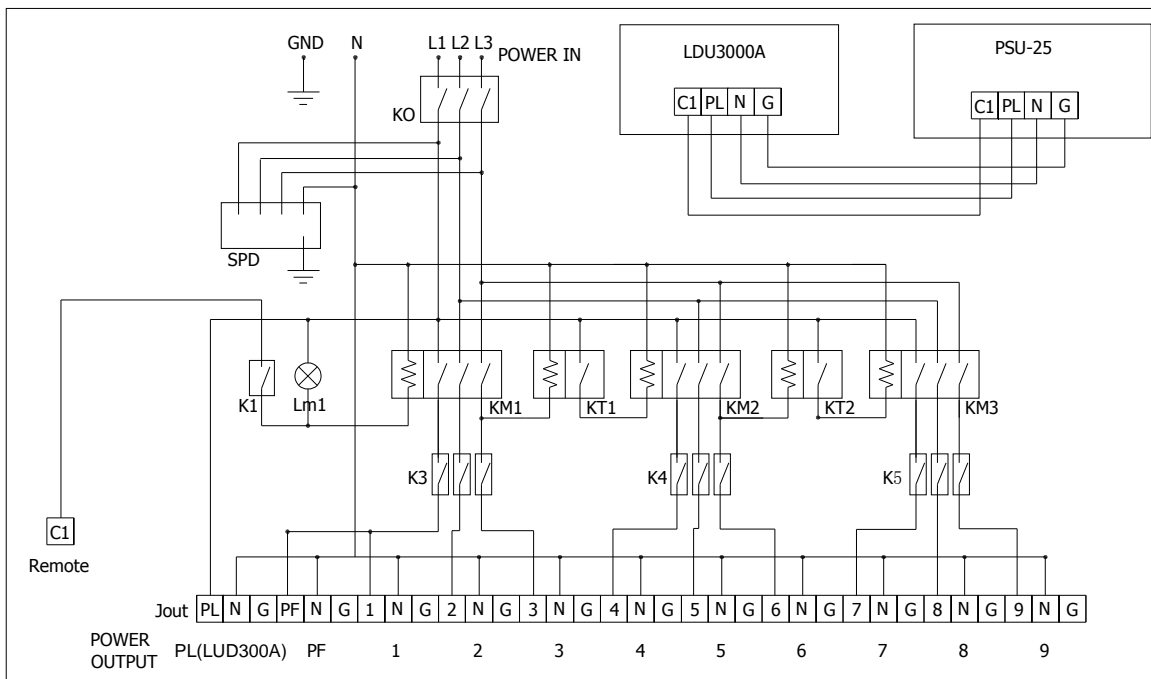 GND N L1 L2 L3 POWER IN
KO
LDU3000A
C1 PL N G
PSU-25
C1 PL N G
SPD
K1 Lm1 KM1 KT1 KM2 KT2 KM3
K3 K4 K5
C1
Remote
Jout PL N G PF N G 1 N G 2 N G 3 N G 4 N G 5 N G 6 N G 7 N G 8 N G 9 N G
POWER OUTPUT PL(LUD300A) PF 1 2 3 4 5 6 7 8 9